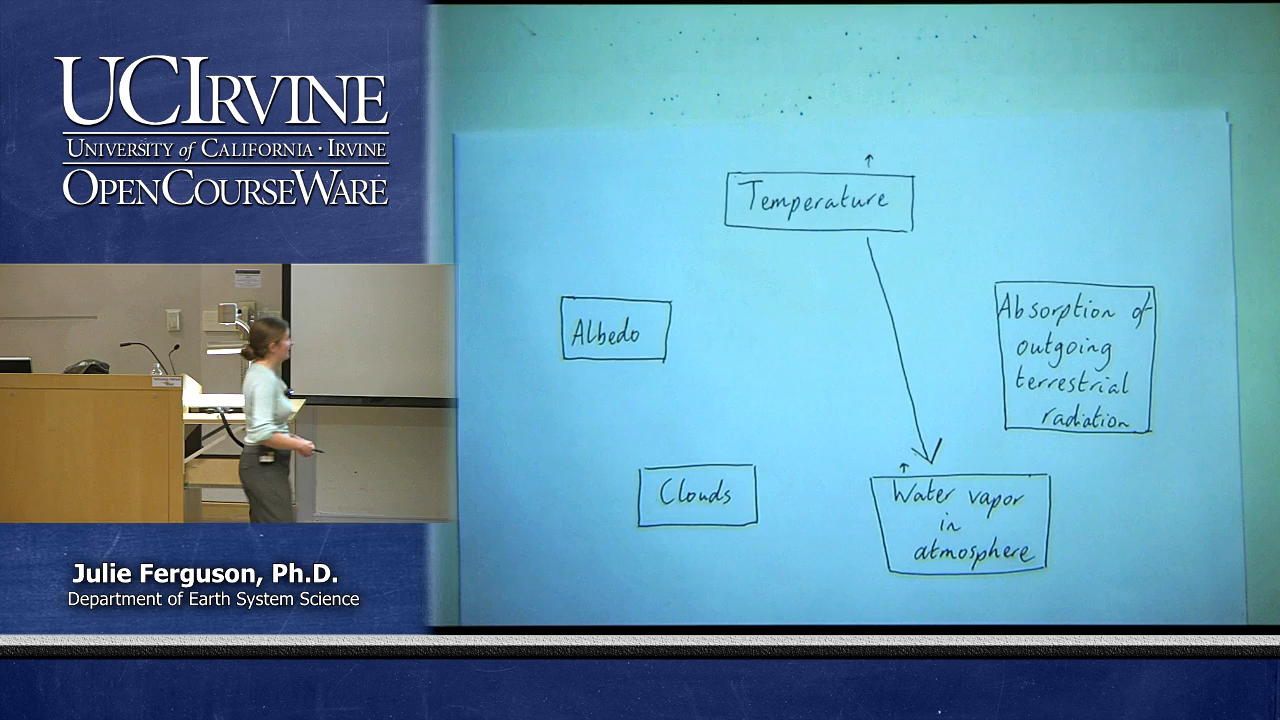 UCIRVINE
UNIVERSITY of CALIFORNIA · IRVINE
OPENCOURSEWARE
Julie Ferguson, Ph.D.
Department of Earth System Science
↑
Temperature
Albedo
Absorption of
outgoing
terrestrial
radiation
Clouds
↑
Water vapor
in
atmosphere